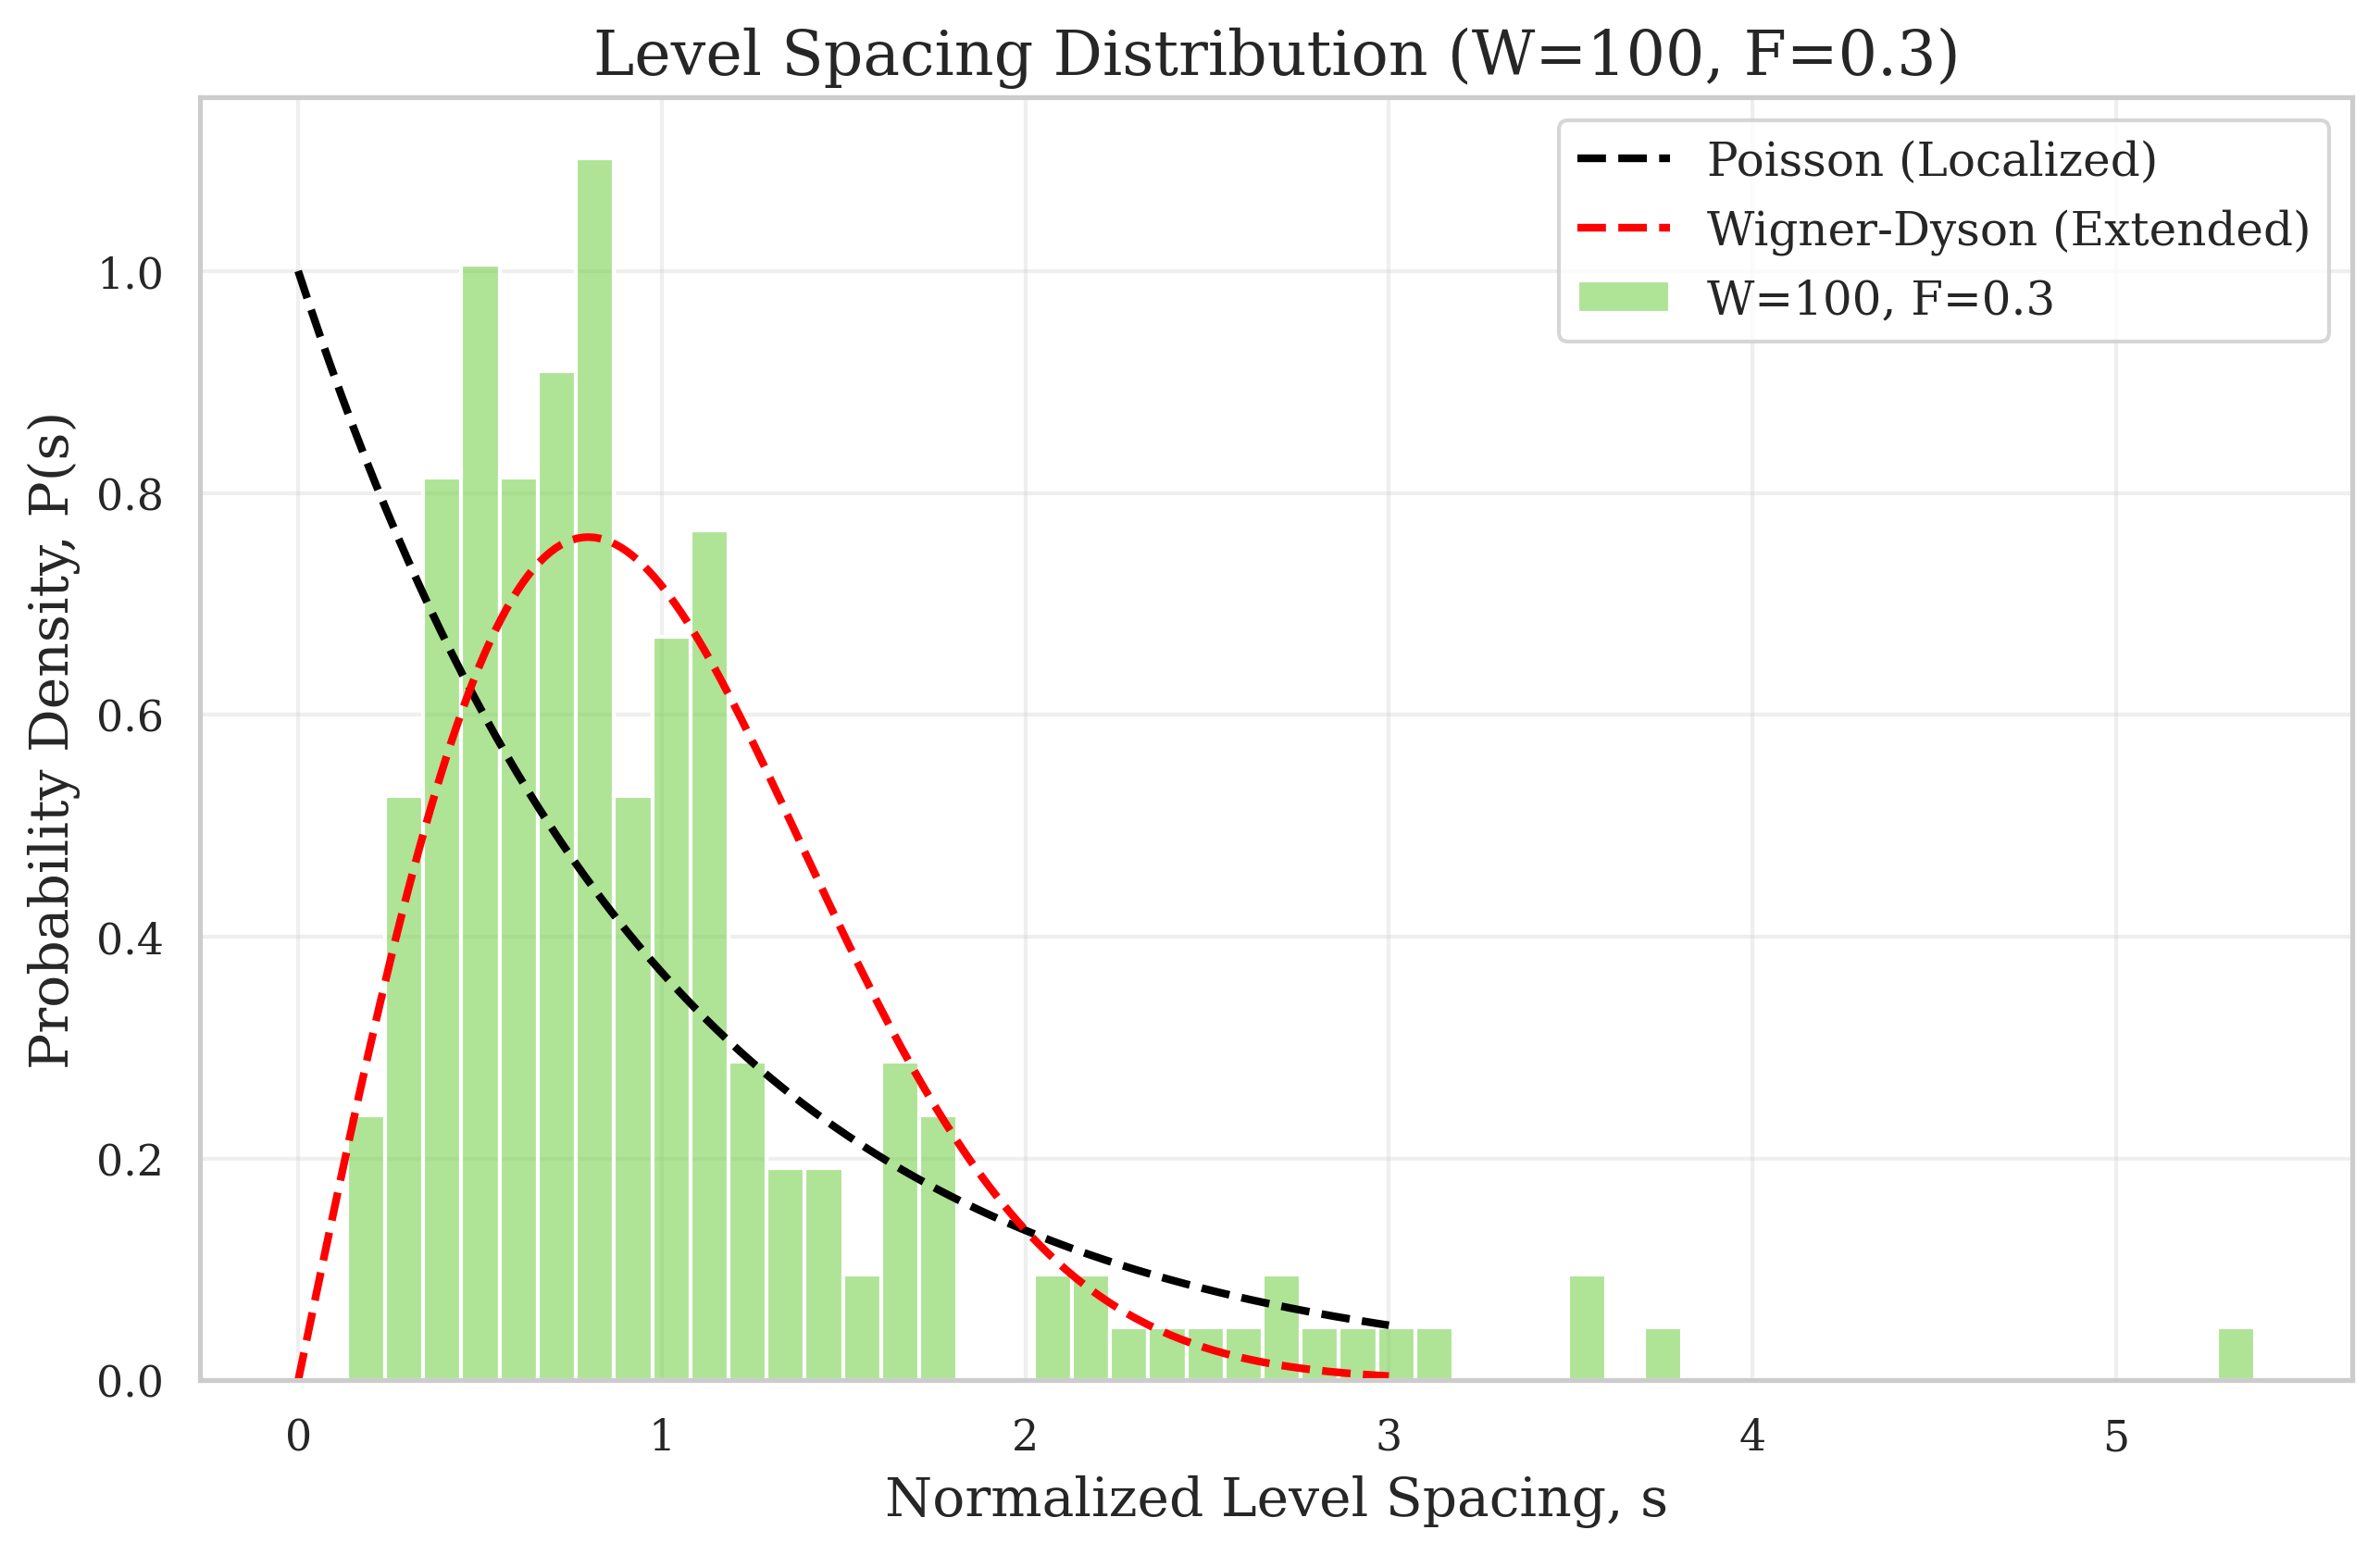 Level Spacing Distribution (W=100, F=0.3)
Poisson (Localized)
Wigner-Dyson (Extended)
W=100, F=0.3
Probability Density, P(s)
1.0
0.8
0.6
0.4
0.2
0.0
0 1 2 3 4 5
Normalized Level Spacing, s